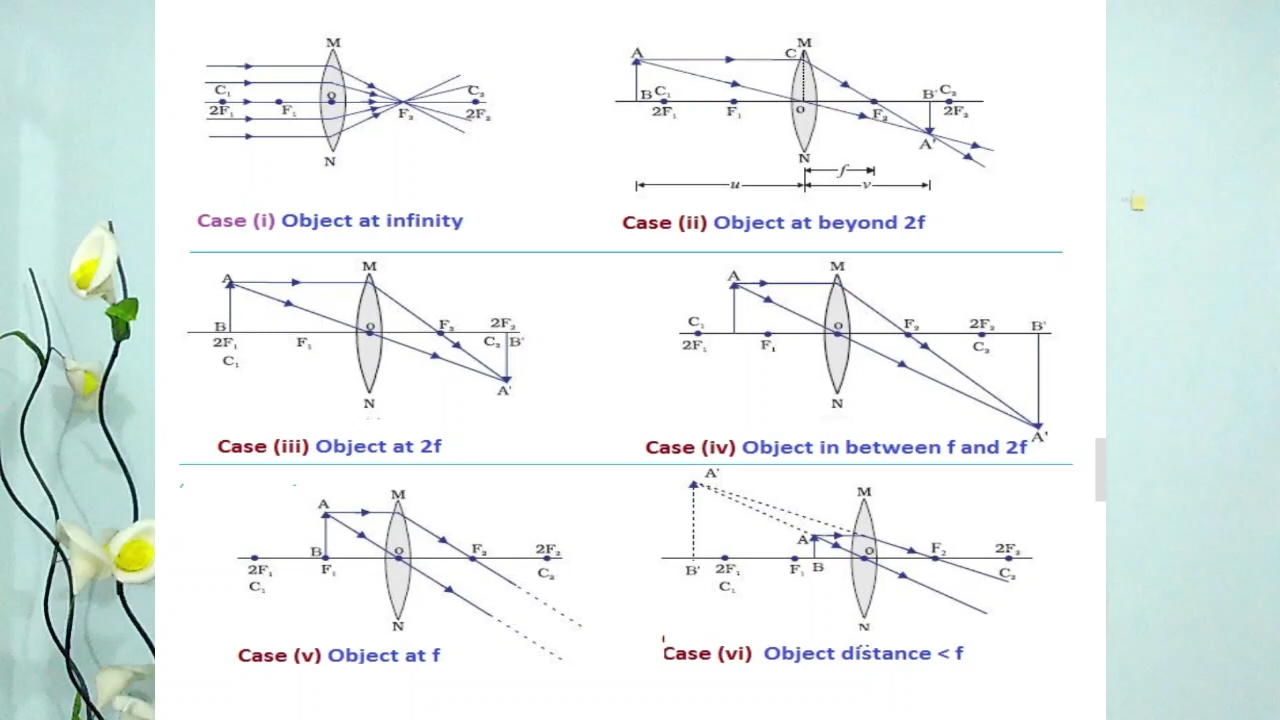 M
C₁
O
C₂
2F₁
F₁
F₂
2F₂
N
Case (i) Object at infinity
M
A
C
B C₁
B' C₂
2F₁
F₁
O
F₂
2F₂
A'
N
f
u
v
Case (ii) Object at beyond 2f
M
A
B
O
F₂
2F₂
2F₁
F₁
C₂ B'
C₁
A'
N
Case (iii) Object at 2f
M
A
C₁
O
F₂
2F₂
B'
2F₁
F₁
C₂
N
A'
Case (iv) Object in between f and 2f
M
A
B
O
F₂
2F₂
2F₁
F₁
C₂
C₁
N
Case (v) Object at f
A'
M
A
O
F₂
2F₂
B'
2F₁
F₁
B
C₂
C₁
N
Case (vi) Object distance < f